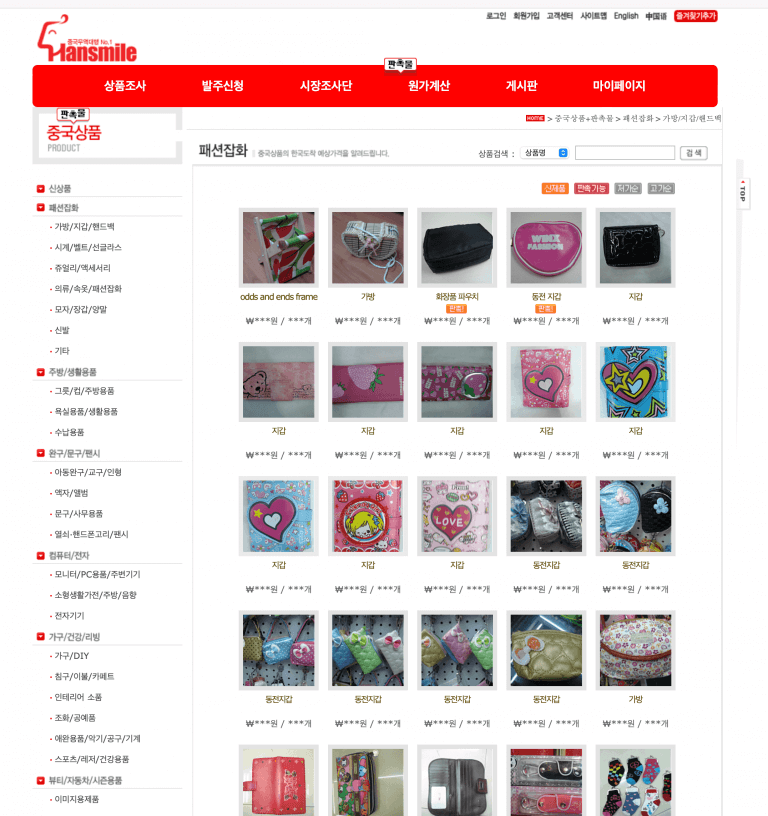 로그인 회원가입 고객센터 사이트맵 English 中国语 즐겨찾기추가
중국무역대행 No.1
Hansmile
판촉물
상품조사 발주신청 시장조사단 원가계산 게시판 마이페이지
판촉물
중국상품
PRODUCT
HOME > 중국상품+판촉물 > 패션잡화 > 가방/지갑/핸드백
패션잡화 | 중국상품의 한국도착 예상가격을 알려드립니다.
상품검색 : 상품명 검색
신제품 판촉가능 저가순 고가순
TOP
신상품
패션잡화
· 가방/지갑/핸드백
· 시계/벨트/선글라스
· 쥬얼리/액세서리
· 의류/속옷/패션잡화
· 모자/장갑/양말
· 신발
· 기타
주방/생활용품
· 그릇/컵/주방용품
· 욕실용품/생활용품
· 수납용품
완구/문구/팬시
· 아동완구/교구/인형
· 액자/앨범
· 문구/사무용품
· 열쇠·핸드폰고리/팬시
컴퓨터/전자
· 모니터/PC용품/주변기기
· 소형생활가전/주방/음향
· 전자기기
가구/건강/리빙
· 가구/DIY
· 침구/이불/카페트
· 인테리어 소품
· 조화/공예품
· 애완용품/악기/공구/기계
· 스포츠/레저/건강용품
뷰티/자동차/시즌용품
· 이미지용제품
WINX
FASHION
odds and ends frame 가방 화장품 파우치 동전 지갑 지갑
판촉! 판촉!
₩***원 / ***개 ₩***원 / ***개 ₩***원 / ***개 ₩***원 / ***개 ₩***원 / ***개
지갑 지갑 지갑 지갑 지갑
₩***원 / ***개 ₩***원 / ***개 ₩***원 / ***개 ₩***원 / ***개 ₩***원 / ***개
LOVE
지갑 지갑 지갑 동전지갑 동전지갑
₩***원 / ***개 ₩***원 / ***개 ₩***원 / ***개 ₩***원 / ***개 ₩***원 / ***개
동전지갑 동전지갑 동전지갑 동전지갑 가방
₩***원 / ***개 ₩***원 / ***개 ₩***원 / ***개 ₩***원 / ***개 ₩***원 / ***개